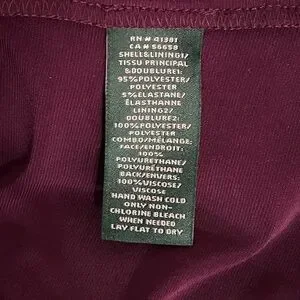 RN # 41381
CA # 56650
SHELL&LINING1/
TISSU PRINCIPAL
&DOUBLURE1:
95%POLYESTER/
POLYESTER
5%ELASTANE/
ÉLASTHANNE
LINING2/
DOUBLURE2:
100%POLYESTER/
POLYESTER
COMBO/MÉLANGE:
FACE/ENDROIT:
100%
POLYURETHANE/
POLYURÉTHANE
BACK/ENVERS:
100%VISCOSE/
VISCOSE
HAND WASH COLD
ONLY NON-
CHLORINE BLEACH
WHEN NEEDED
LAY FLAT TO DRY